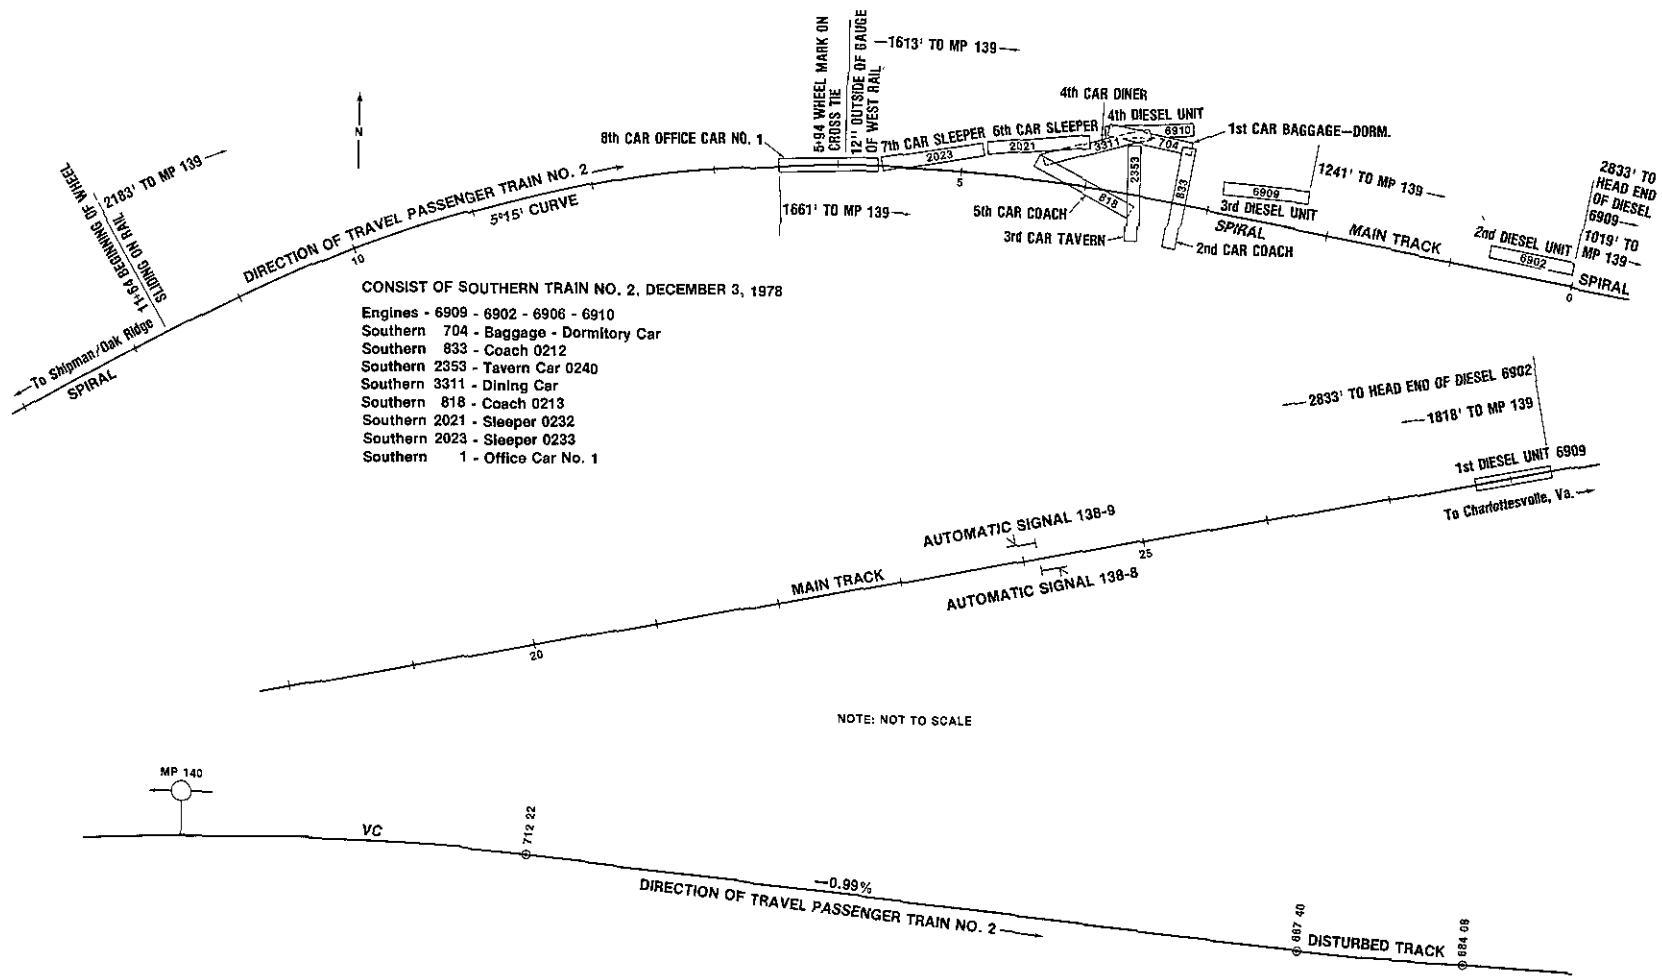 5+94 WHEEL MARK ON
CROSS TIE
12" OUTSIDE OF GAUGE
OF WEST RAIL
1613' TO MP 139
N
8th CAR OFFICE CAR NO. 1
7th CAR SLEEPER
6th CAR SLEEPER
4th CAR DINER
4th DIESEL UNIT
6910
1st CAR BAGGAGE—DORM.
704
3311
2353
833
818
2021
2023
5
11+64 BEGINNING OF WHEEL
SLIDING ON RAIL
2183' TO MP 139
DIRECTION OF TRAVEL PASSENGER TRAIN NO. 2
5°15' CURVE
10
1661' TO MP 139
5th CAR COACH
3rd CAR TAVERN
2nd CAR COACH
SPIRAL
6909
3rd DIESEL UNIT
1241' TO MP 139
MAIN TRACK
2nd DIESEL UNIT
6902
2833' TO
HEAD END
OF DIESEL
6909
1019' TO
MP 139
SPIRAL
0
To Shipman/Oak Ridge
SPIRAL
CONSIST OF SOUTHERN TRAIN NO. 2, DECEMBER 3, 1978
Engines - 6909 - 6902 - 6906 - 6910
Southern 704 - Baggage - Dormitory Car
Southern 833 - Coach 0212
Southern 2353 - Tavern Car 0240
Southern 3311 - Dining Car
Southern 818 - Coach 0213
Southern 2021 - Sleeper 0232
Southern 2023 - Sleeper 0233
Southern 1 - Office Car No. 1
2833' TO HEAD END OF DIESEL 6902
1818' TO MP 139
1st DIESEL UNIT 6909
To Charlottesvolle, Va.
AUTOMATIC SIGNAL 138-9
25
AUTOMATIC SIGNAL 138-8
MAIN TRACK
20
NOTE: NOT TO SCALE
MP 140
VC
712 22
—0.99%
DIRECTION OF TRAVEL PASSENGER TRAIN NO. 2
687 40
DISTURBED TRACK
684 08